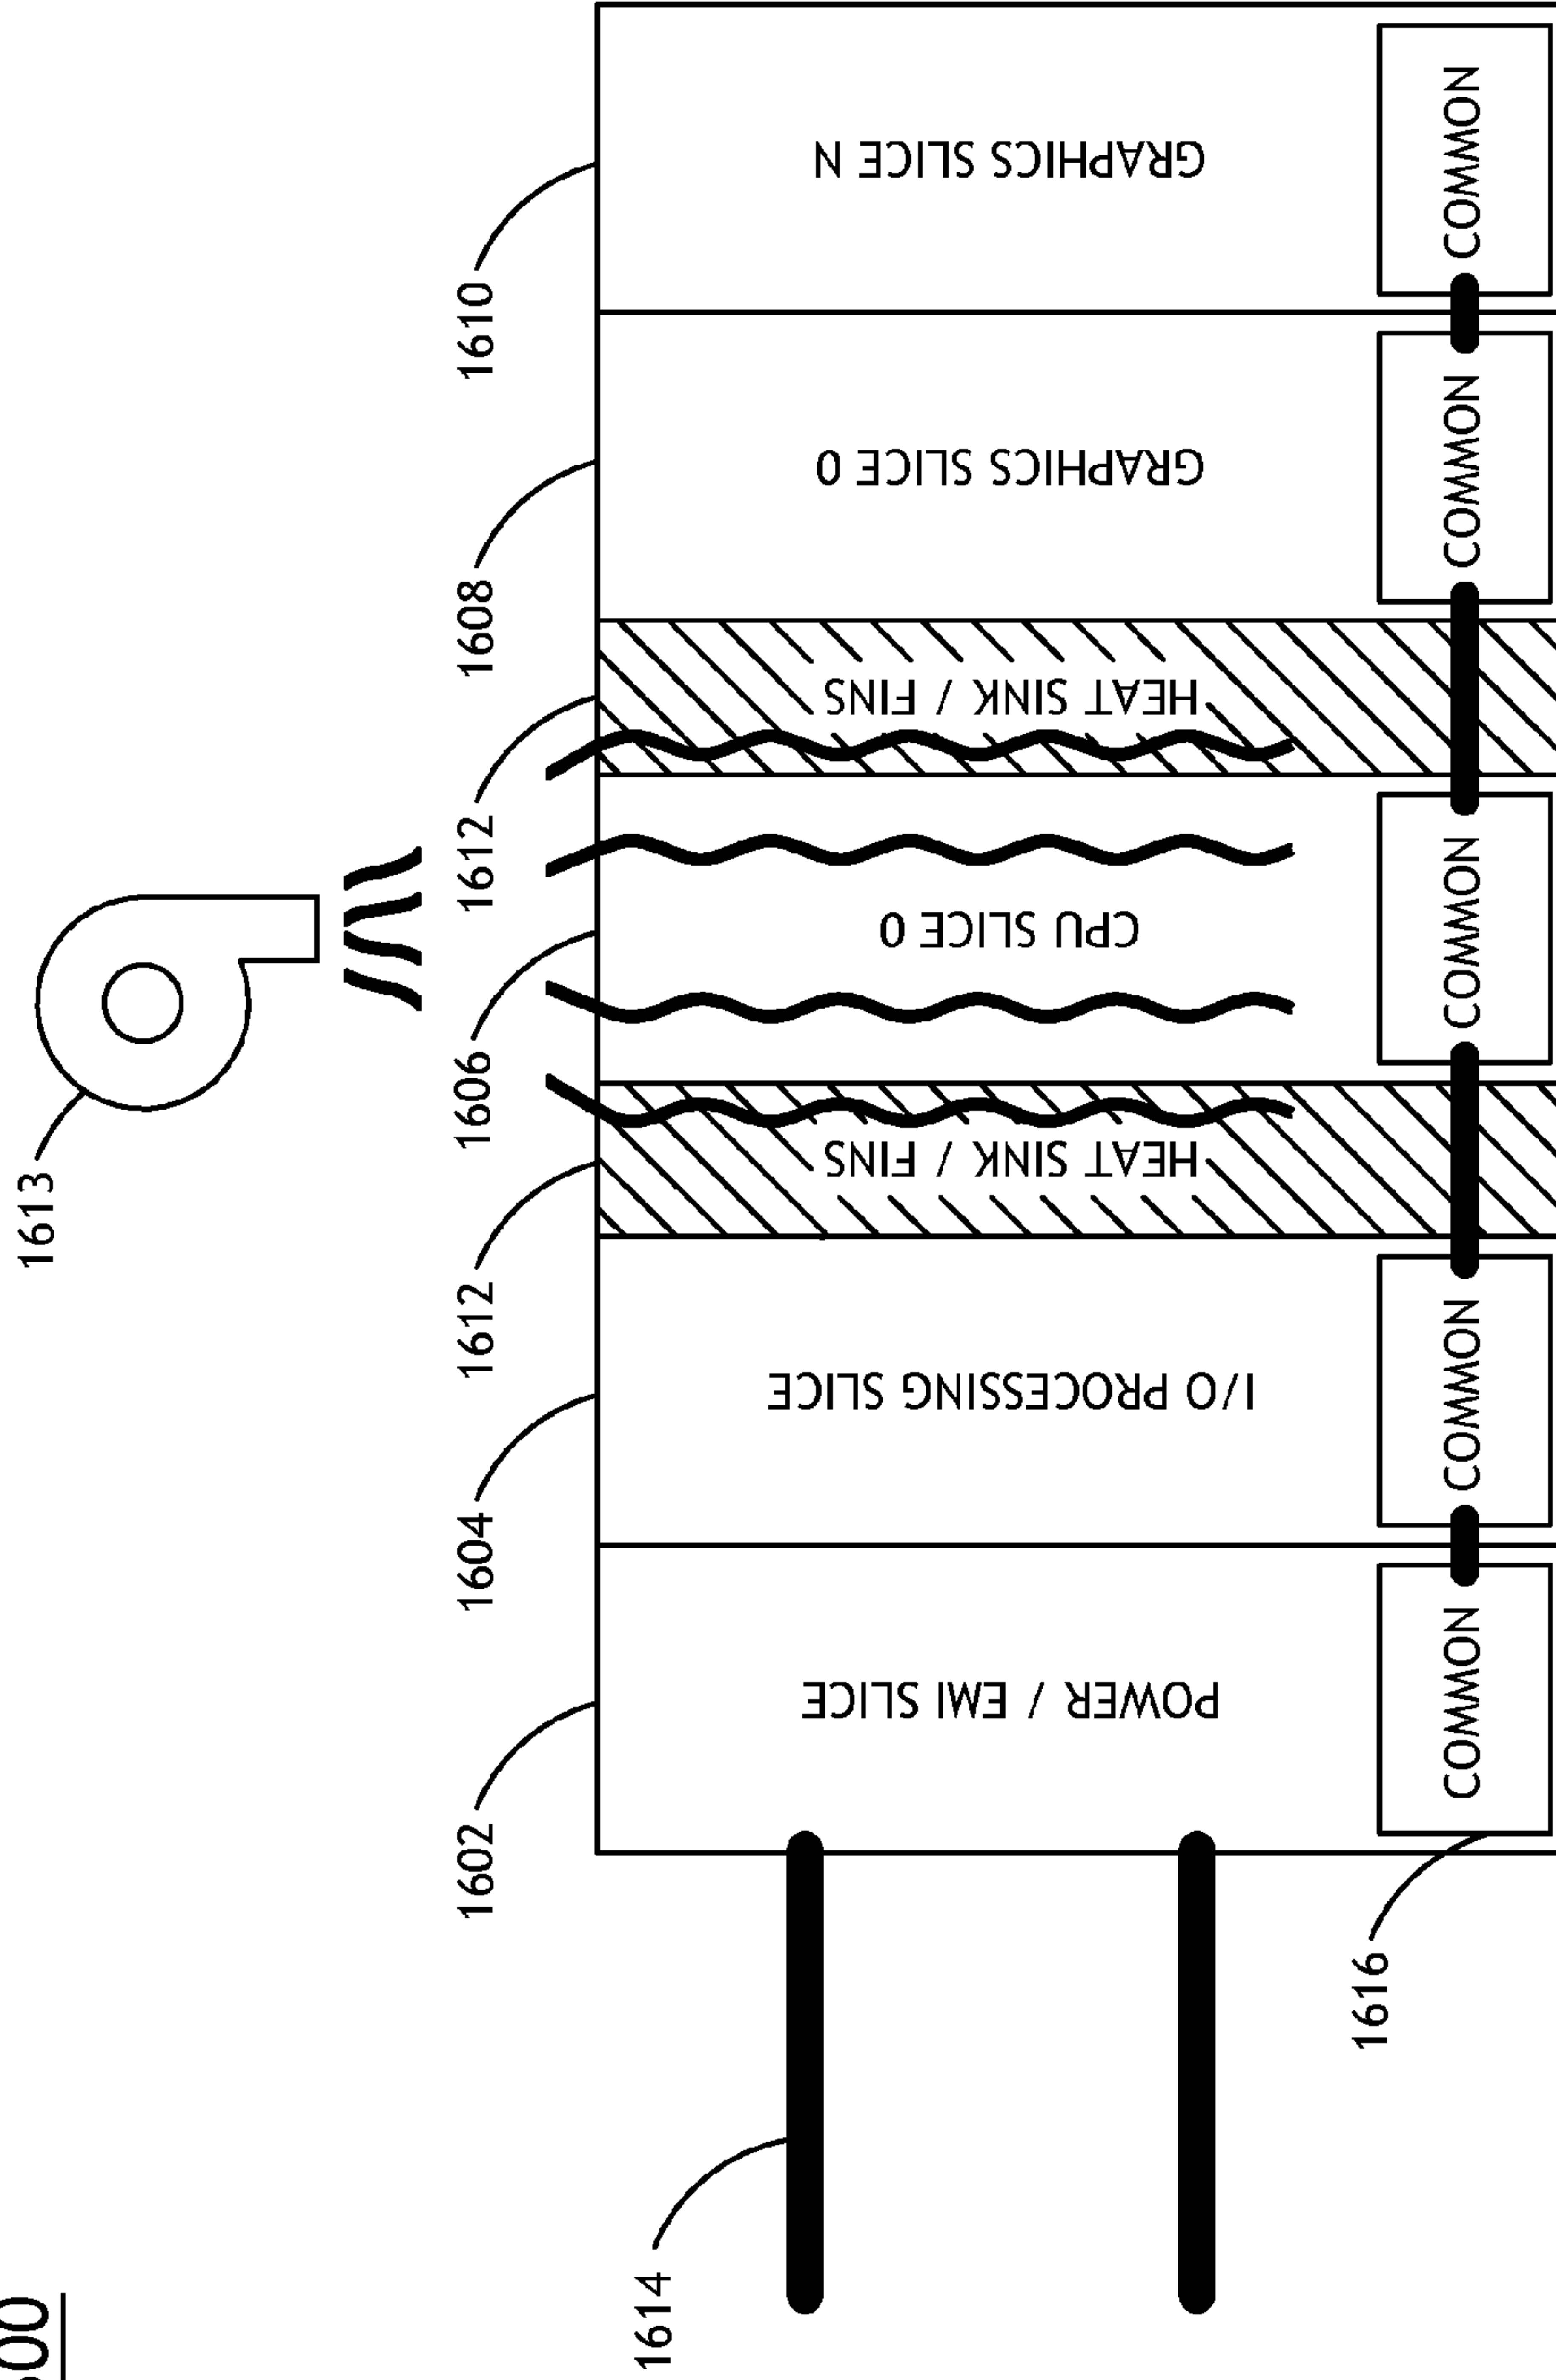 1613
1602
1604
1612
1606
1612
1608
1610
1614
POWER / EMI SLICE
I/O PROCESSING SLICE
HEAT SINK / FINS
CPU SLICE 0
HEAT SINK / FINS
GRAPHICS SLICE 0
GRAPHICS SLICE N
1616
COMMON
COMMON
COMMON
COMMON
COMMON